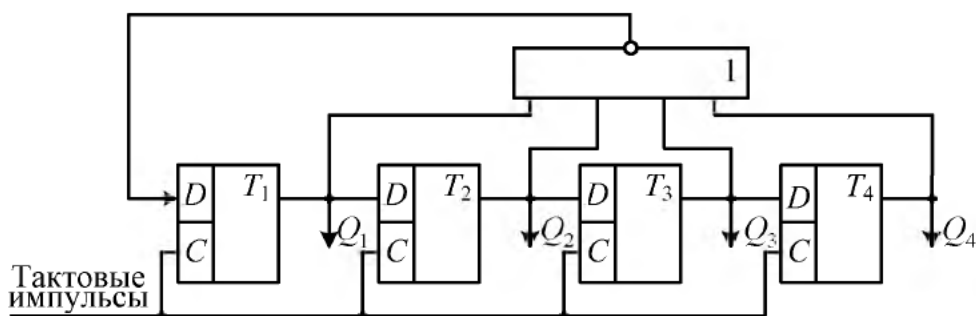 1
D T₁ D T₂ D T₃ D T₄
C Q₁ C Q₂ C Q₃ C Q₄
Тактовые
импульсы